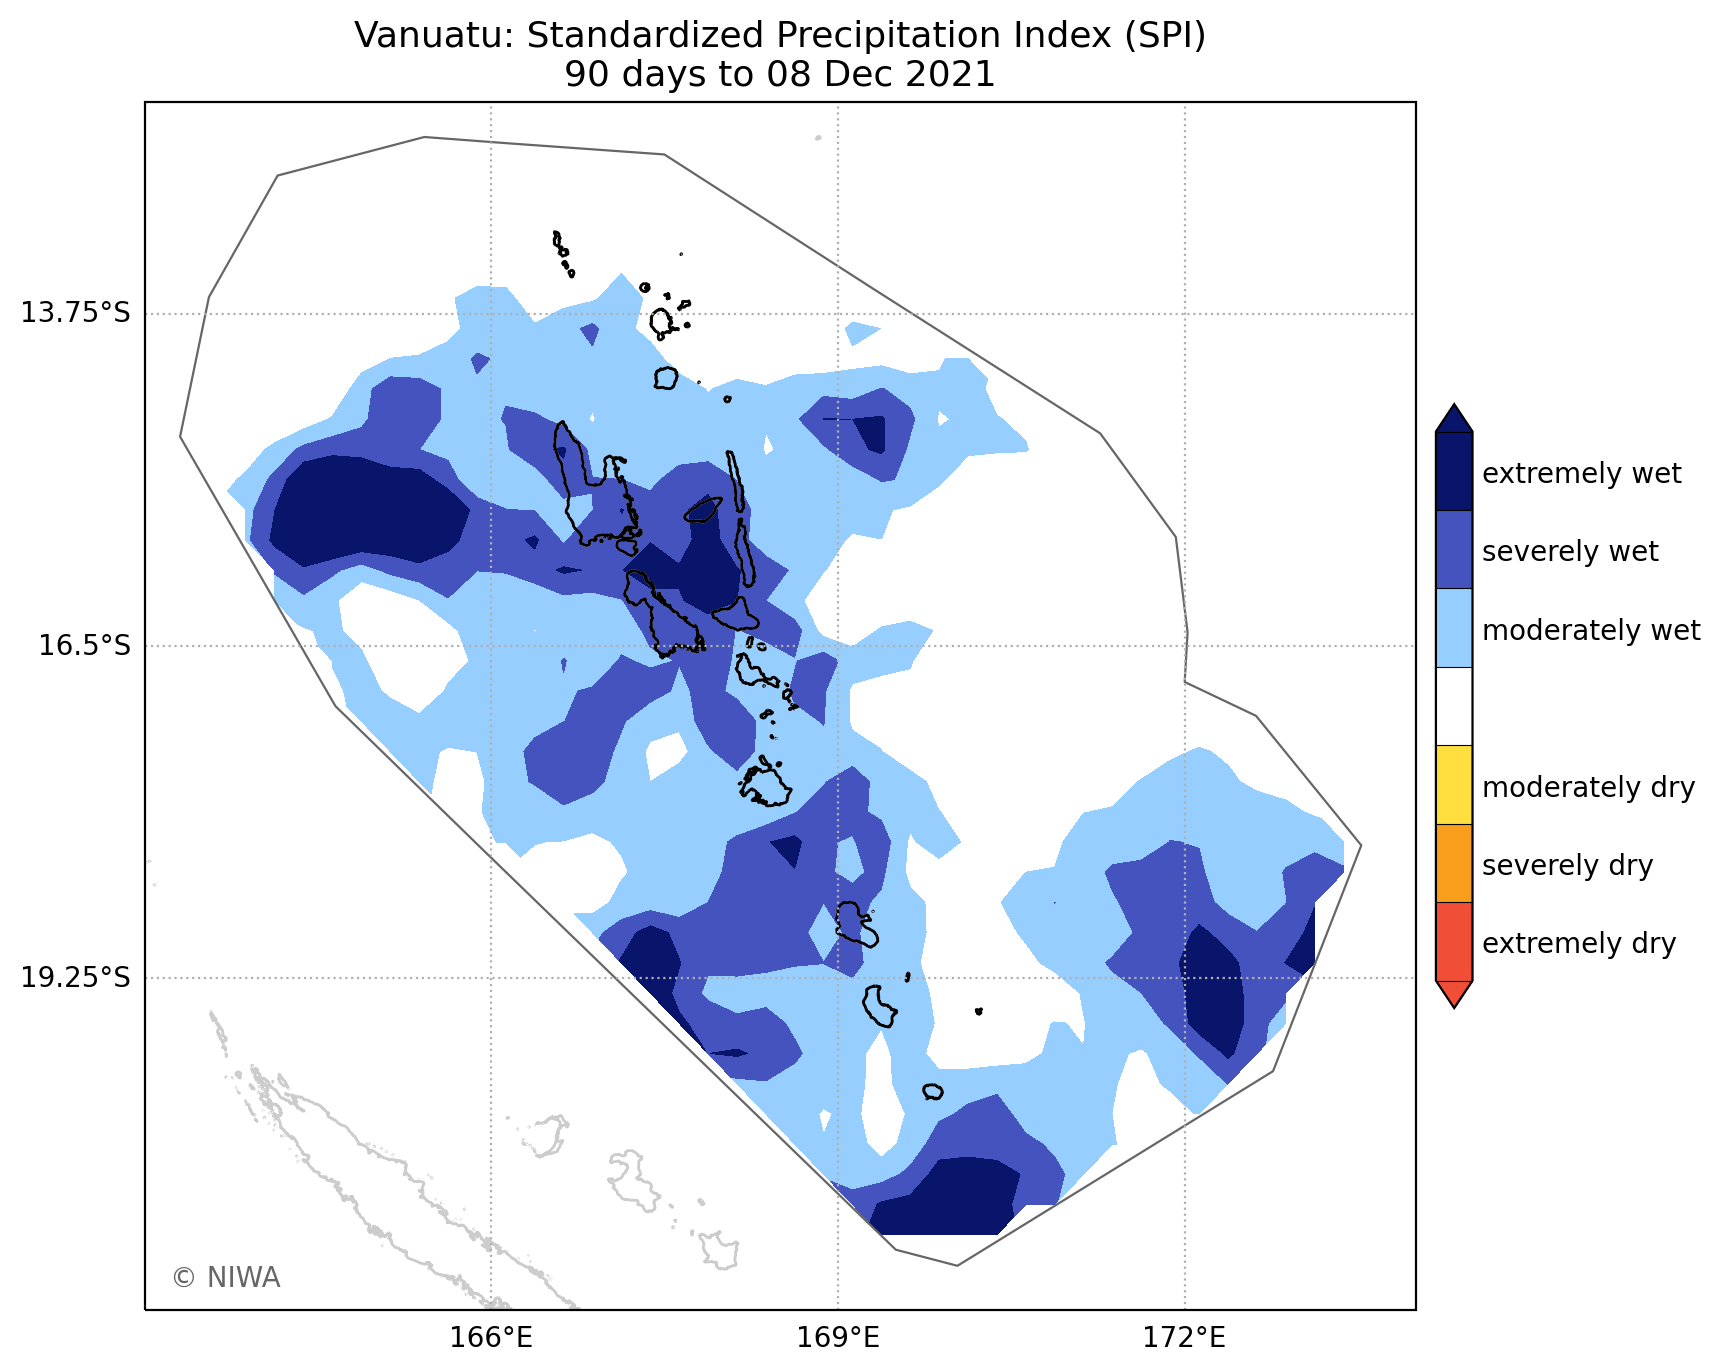 Vanuatu: Standardized Precipitation Index (SPI)
90 days to 08 Dec 2021
13.75°S
16.5°S
19.25°S
166°E
169°E
172°E
extremely wet
severely wet
moderately wet
moderately dry
severely dry
extremely dry
© NIWA